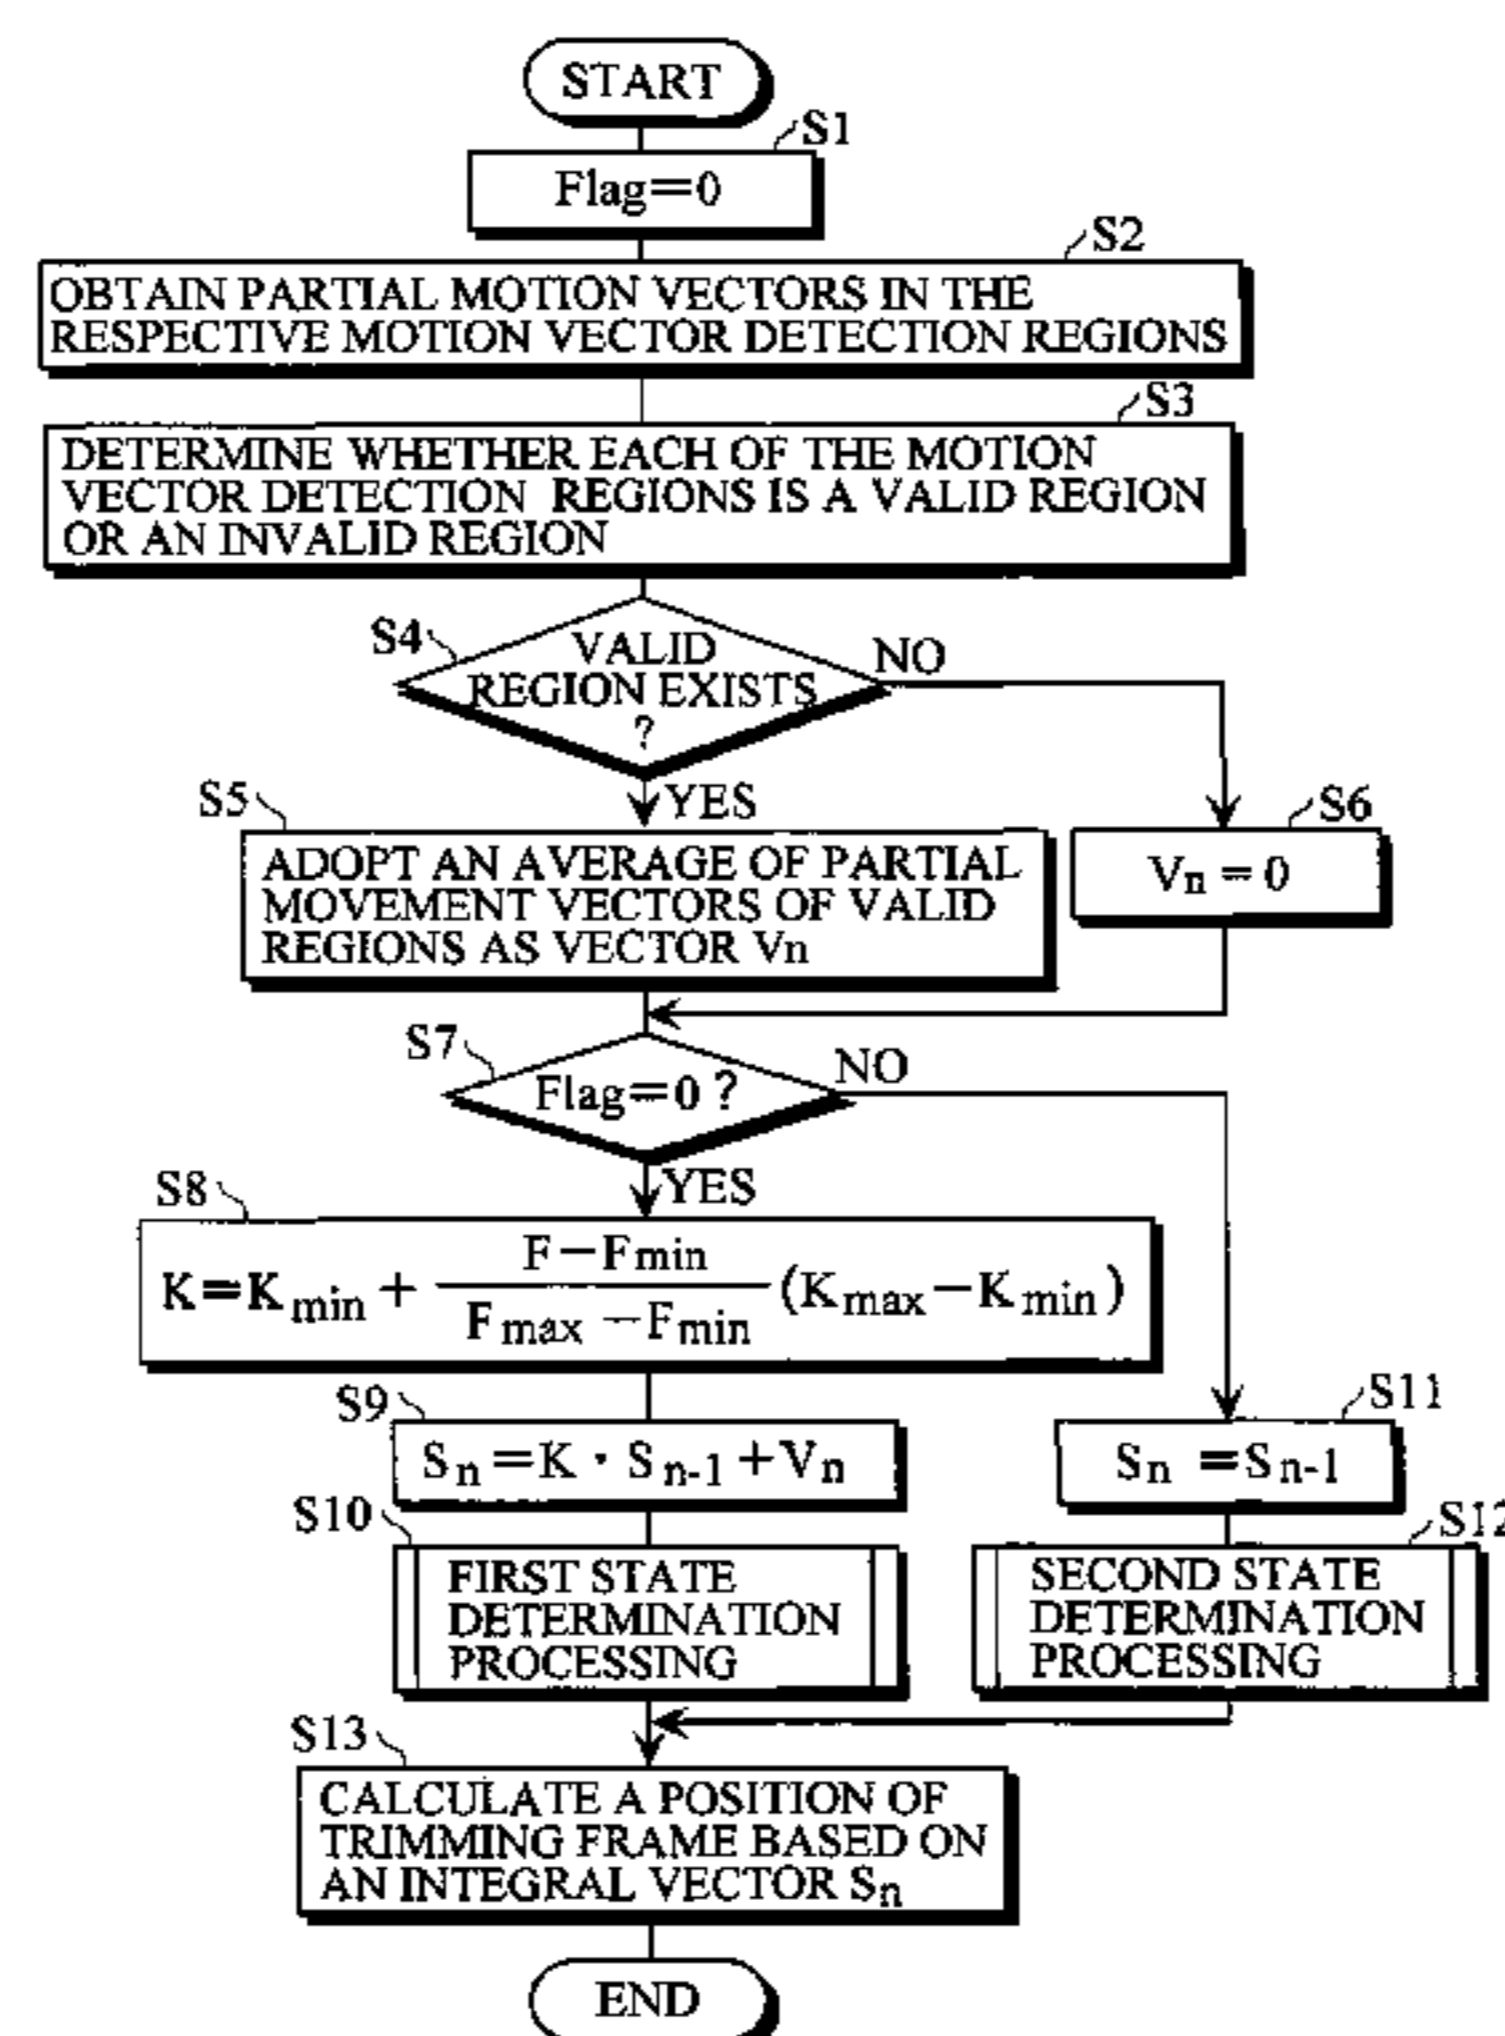 START
S1
Flag=0
S2
OBTAIN PARTIAL MOTION VECTORS IN THE
RESPECTIVE MOTION VECTOR DETECTION REGIONS
S3
DETERMINE WHETHER EACH OF THE MOTION
VECTOR DETECTION REGIONS IS A VALID REGION
OR AN INVALID REGION
S4
VALID
REGION EXISTS
?
NO
YES
S5
ADOPT AN AVERAGE OF PARTIAL
MOVEMENT VECTORS OF VALID
REGIONS AS VECTOR Vn
S6
Vn = 0
S7
Flag=0 ?
NO
YES
S8
K=Kmin + (F-Fmin)/(Fmax-Fmin) (Kmax-Kmin)
S9
Sn=K・Sn-1+Vn
S11
Sn =Sn-1
S10
FIRST STATE
DETERMINATION
PROCESSING
S12
SECOND STATE
DETERMINATION
PROCESSING
S13
CALCULATE A POSITION OF
TRIMMING FRAME BASED ON
AN INTEGRAL VECTOR Sn
END